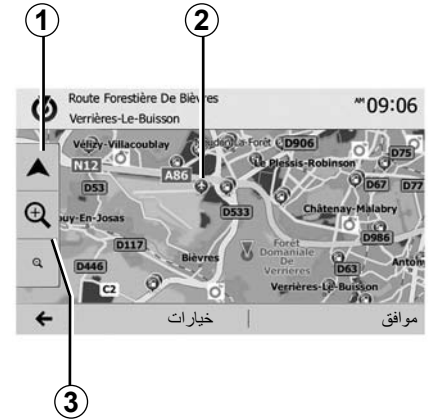 1
2
Route Forestière De Bièvres
Verrières-Le-Buisson
AM 09:06
Vélizy-Villacoublay
D906
D75
N12
A86
Le Plessis-Robinson
D53
D67
D77
D533
Châtenay-Malabry
uy-En-Josas
D117
D986
Foret
Domaniale
De
Verrieres
Bièvres
D446
D63
Anton
C2
Verrières-Le-Buisson
خيارات
موافق
3